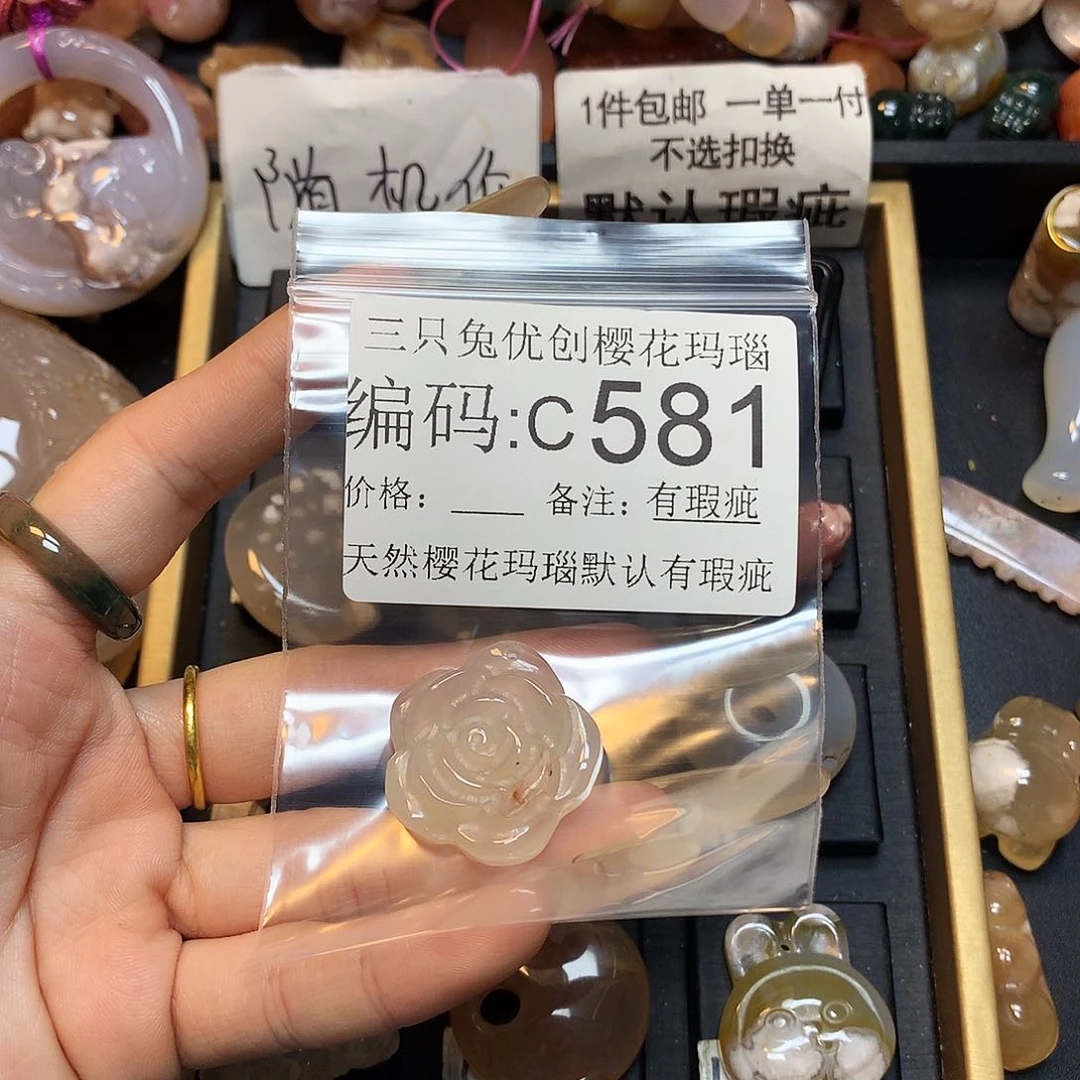 随机价
1件包邮 一单一付
不选扣换
默认瑕疵
三只兔优创樱花玛瑙
编码:C581
价格：____ 备注：有瑕疵
天然樱花玛瑙默认有瑕疵